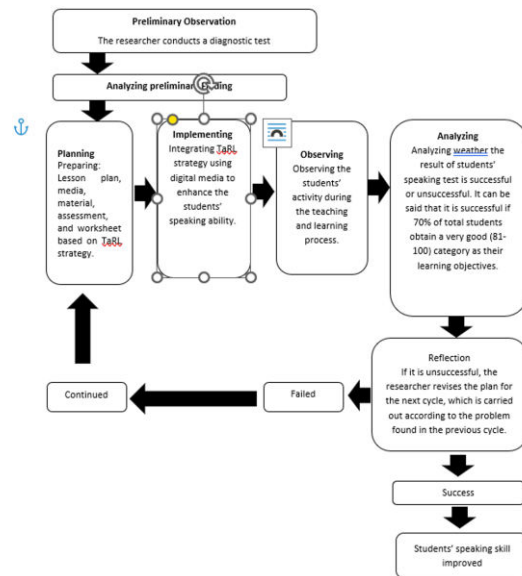 Preliminary Observation
The researcher conducts a diagnostic test
Analyzing preliminary
Planning
Preparing:
Lesson plan,
media,
material,
assessment,
and worksheet
based on TaRL
strategy.
Implementing
Integrating TaRL
strategy using
digital media to
enhance the
students'
speaking ability.
Observing
Observing the
students'
activity during
the teaching
and learning
process.
Analyzing
Analyzing weather the
result of students'
speaking test is successful
or unsuccessful. It can be
said that it is successful if
70% of total students
obtain a very good (81-
100) category as their
learning objectives.
Reflection
If it is unsuccessful, the
researcher revises the plan for
the next cycle, which is carried
out according to the problem
found in the previous cycle.
Failed
Continued
Success
Students' speaking skill
improved